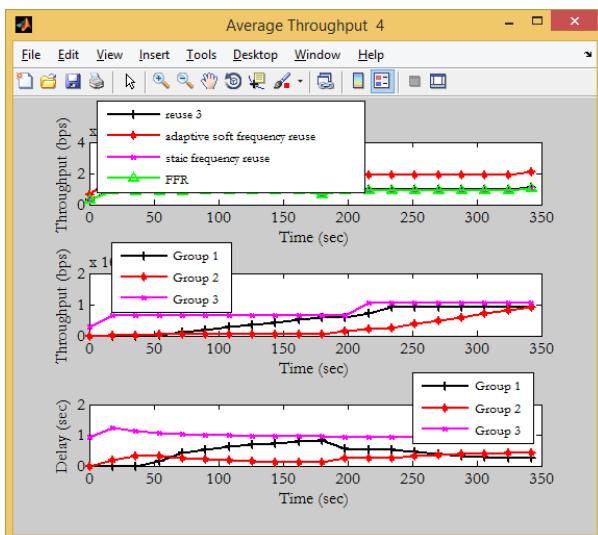 Average Throughput 4
File Edit View Insert Tools Desktop Window Help
reuse 3
adaptive soft frequency reuse
staic frequency reuse
FFR
Throughput (bps)
x
4
2
0
0 50 100 150 200 250 300 350
Time (sec)
Group 1
Group 2
Group 3
Throughput (bps)
x 10
2
1
0
0 50 100 150 200 250 300 350
Time (sec)
Group 1
Group 2
Group 3
Delay (sec)
2
1
0
0 50 100 150 200 250 300 350
Time (sec)